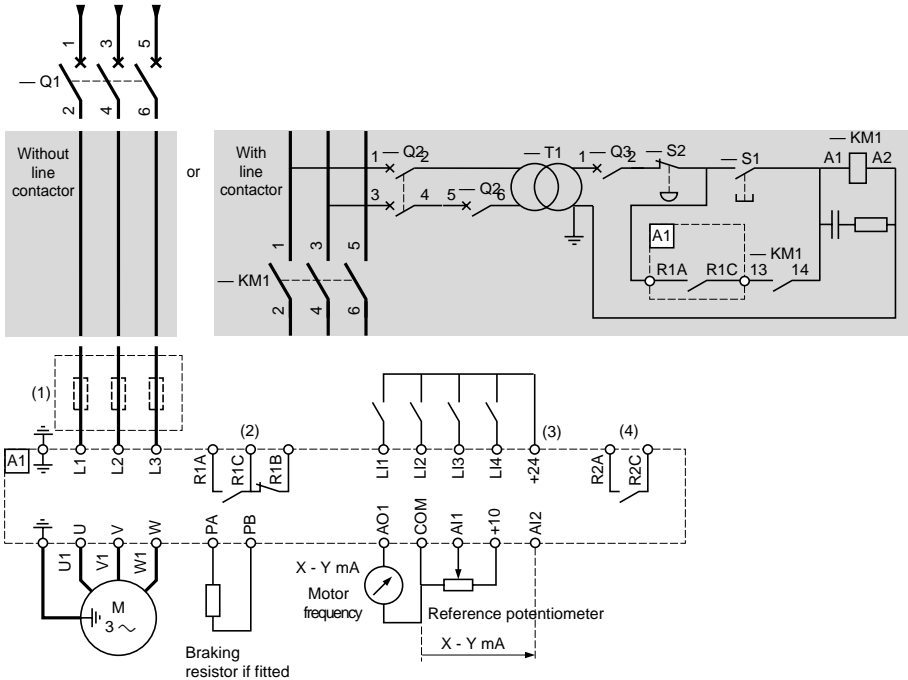 1 3 5
— Q1
2 4 6
Without
line
contactor
or
With
line
contactor
1 — Q2 2
— T1
1 — Q3 2
— S2
— S1
— KM1
A1 A2
3 4 5 — Q2 6
A1
R1A R1C
— KM1
13 14
1 3 5
— KM1
2 4 6
(1)
(2)
(3)
(4)
A1
L1 L2 L3
R1A R1C R1B
LI1 LI2 LI3 LI4 +24
R2A R2C
U V W
PA PB
AO1 COM AI1 +10 AI2
U1 V1 W1
M
3 ~
X - Y mA
Motor
frequency
Reference potentiometer
X - Y mA
Braking
resistor if fitted